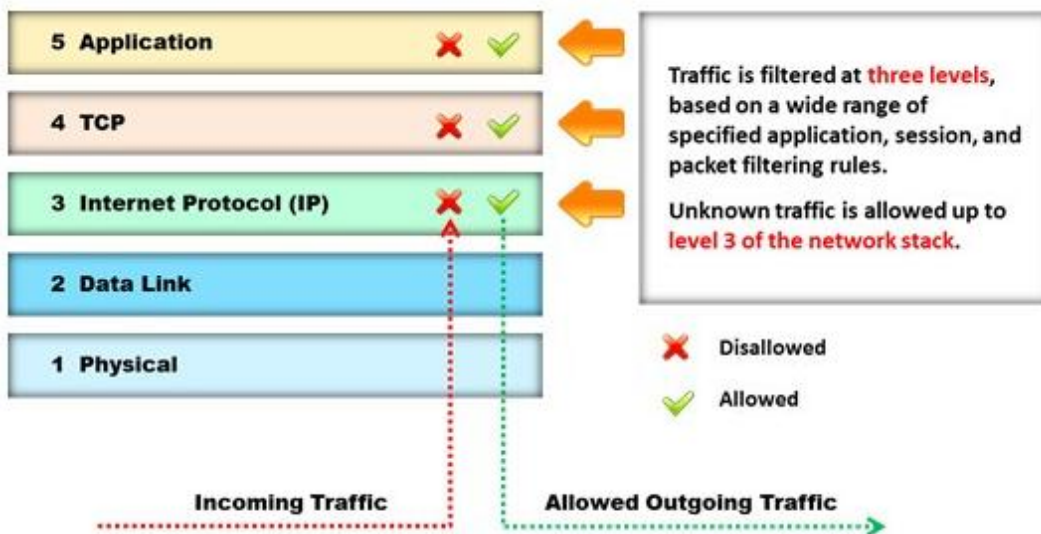 5 Application
4 TCP
3 Internet Protocol (IP)
2 Data Link
1 Physical
Traffic is filtered at three levels,
based on a wide range of
specified application, session, and
packet filtering rules.
Unknown traffic is allowed up to
level 3 of the network stack.
Disallowed
Allowed
Incoming Traffic
Allowed Outgoing Traffic